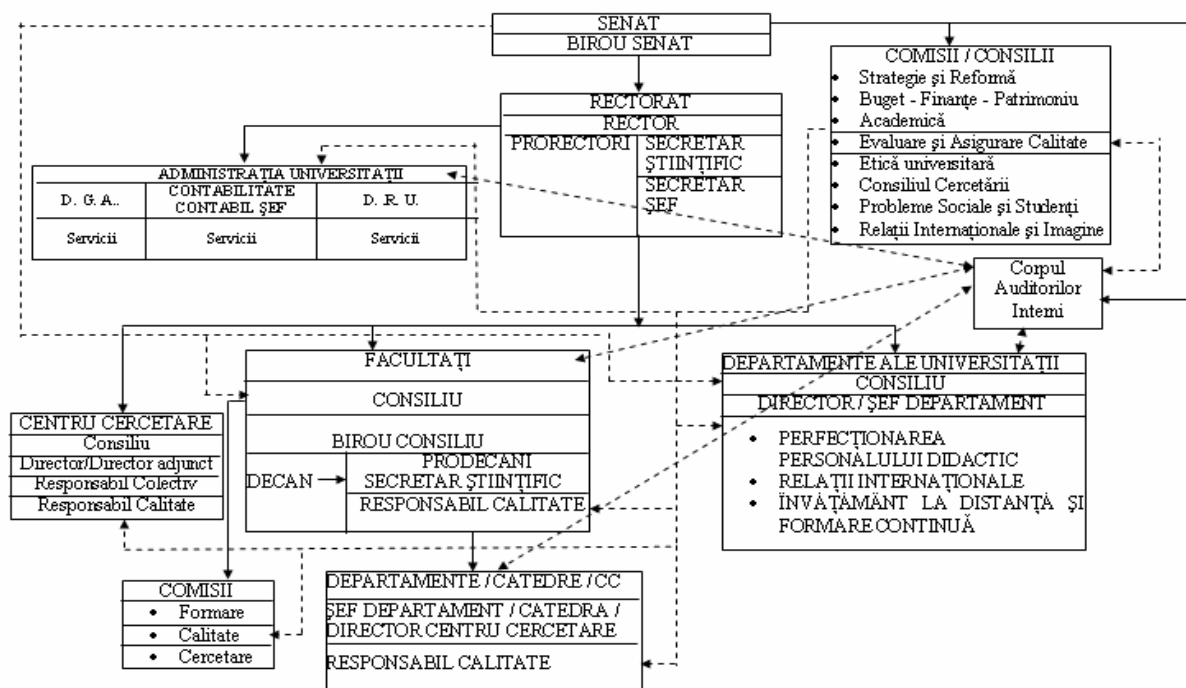 SENAT
BIROU SENAT
COMISII / CONSILII
• Strategie şi Reformă
• Buget - Finanţe - Patrimoniu
• Academică
• Evaluare şi Asigurare Calitate
• Etică universitară
• Consiliul Cercetării
• Probleme Sociale şi Studenţi
• Relaţii Internaţionale şi Imagine
RECTORAT
RECTOR
PRORECTORI
SECRETAR
ŞTIINŢIFIC
SECRETAR
ŞEF
ADMINISTRAŢIA UNIVERSITĂŢII
D. G. A..
CONTABILITATE
CONTABIL ŞEF
D. R. U.
Servicii
Servicii
Servicii
Corpul
Auditorilor
Interni
FACULTAŢI
CONSILIU
BIROU CONSILIU
DECAN
PRODECANI
SECRETAR ŞTIINŢIFIC
RESPONSABIL CALITATE
DEPARTAMENTE ALE UNIVERSITĂŢII
CONSILIU
DIRECTOR / ŞEF DEPARTAMENT
• PERFECŢIONAREA
PERSONALULUI DIDACTIC
• RELAŢII INTERNAŢIONALE
• ÎNVĂŢĂMÂNT LA DISTANŢĂ ŞI
FORMARE CONTINUĂ
CENTRU CERCETARE
Consiliu
Director/Director adjunct
Responsabil Colectiv
Responsabil Calitate
COMISII
• Formare
• Calitate
• Cercetare
DEPARTAMENTE / CATEDRE / CC
ŞEF DEPARTAMENT / CATEDRA /
DIRECTOR CENTRU CERCETARE
RESPONSABIL CALITATE